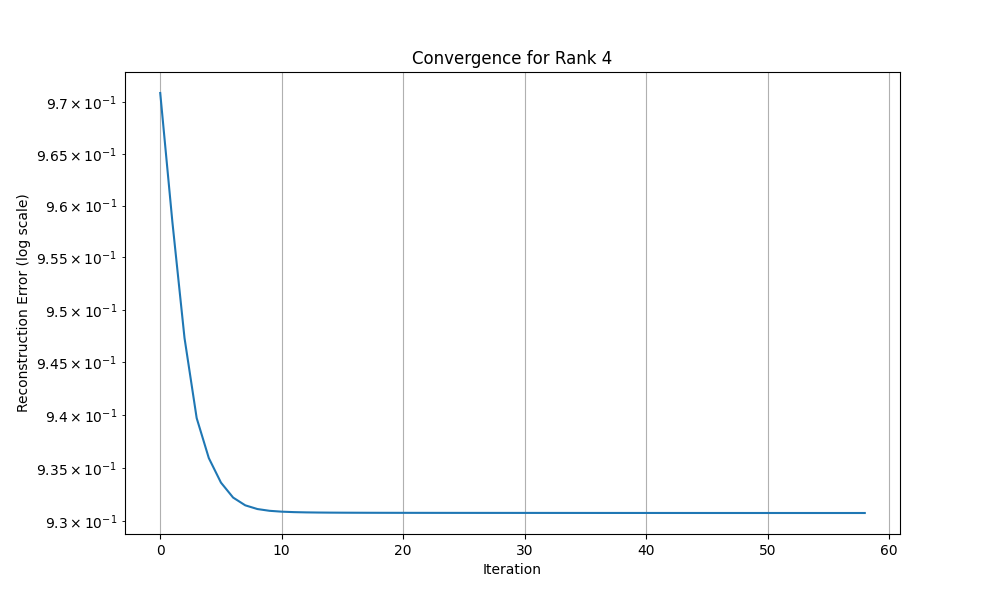 Convergence for Rank 4
Reconstruction Error (log scale)
9.7 × 10⁻¹
9.65 × 10⁻¹
9.6 × 10⁻¹
9.55 × 10⁻¹
9.5 × 10⁻¹
9.45 × 10⁻¹
9.4 × 10⁻¹
9.35 × 10⁻¹
9.3 × 10⁻¹
0 10 20 30 40 50 60
Iteration